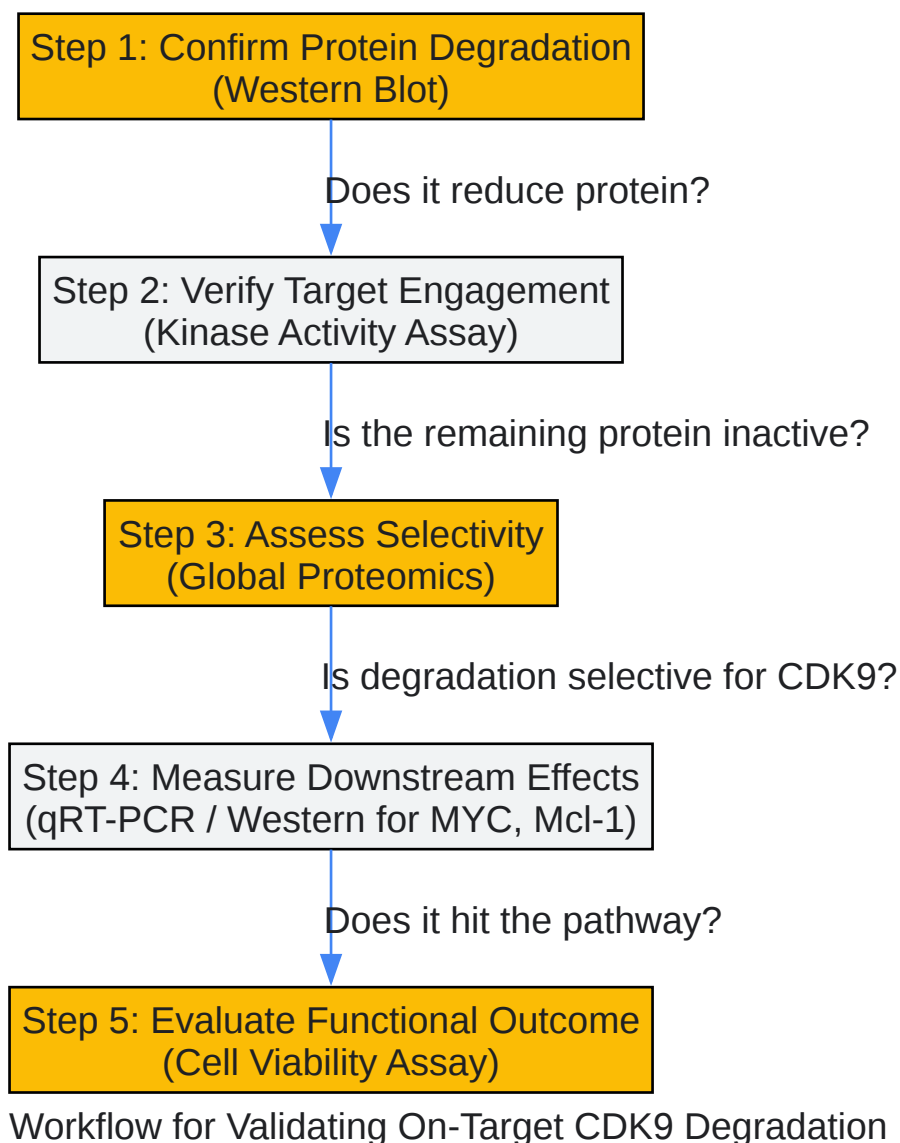 Step 1: Confirm Protein Degradation
(Western Blot)
Does it reduce protein?
Step 2: Verify Target Engagement
(Kinase Activity Assay)
Is the remaining protein inactive?
Step 3: Assess Selectivity
(Global Proteomics)
Is degradation selective for CDK9?
Step 4: Measure Downstream Effects
(qRT-PCR / Western for MYC, Mcl-1)
Does it hit the pathway?
Step 5: Evaluate Functional Outcome
(Cell Viability Assay)
Workflow for Validating On-Target CDK9 Degradation